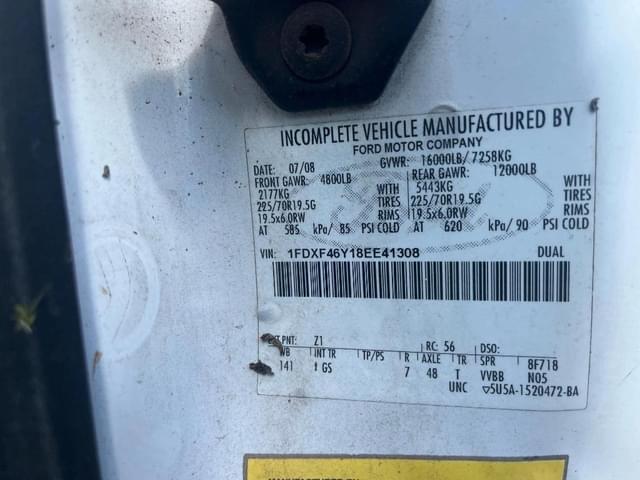 INCOMPLETE VEHICLE MANUFACTURED BY
FORD MOTOR COMPANY
DATE: 07/08 GVWR: 16000LB/ 7258KG
FRONT GAWR: 4800LB REAR GAWR: 12000LB
2177KG WITH 5443KG WITH
225/70R19.5G TIRES 225/70R19.5G TIRES
19.5x6.0RW RIMS 19.5x6.0RW RIMS
AT 585 kPa/ 85 PSI COLD AT 620 kPa/ 90 PSI COLD
VIN: 1FDXF46Y18EE41308 DUAL
PNT: Z1 RC: 56 DSO:
WB INT TR TP/PS R AXLE TR SPR 8F718
141 GS 7 48 T VVBB N05
UNC ▽5U5A-1520472-BA
MANUFACTURED BY